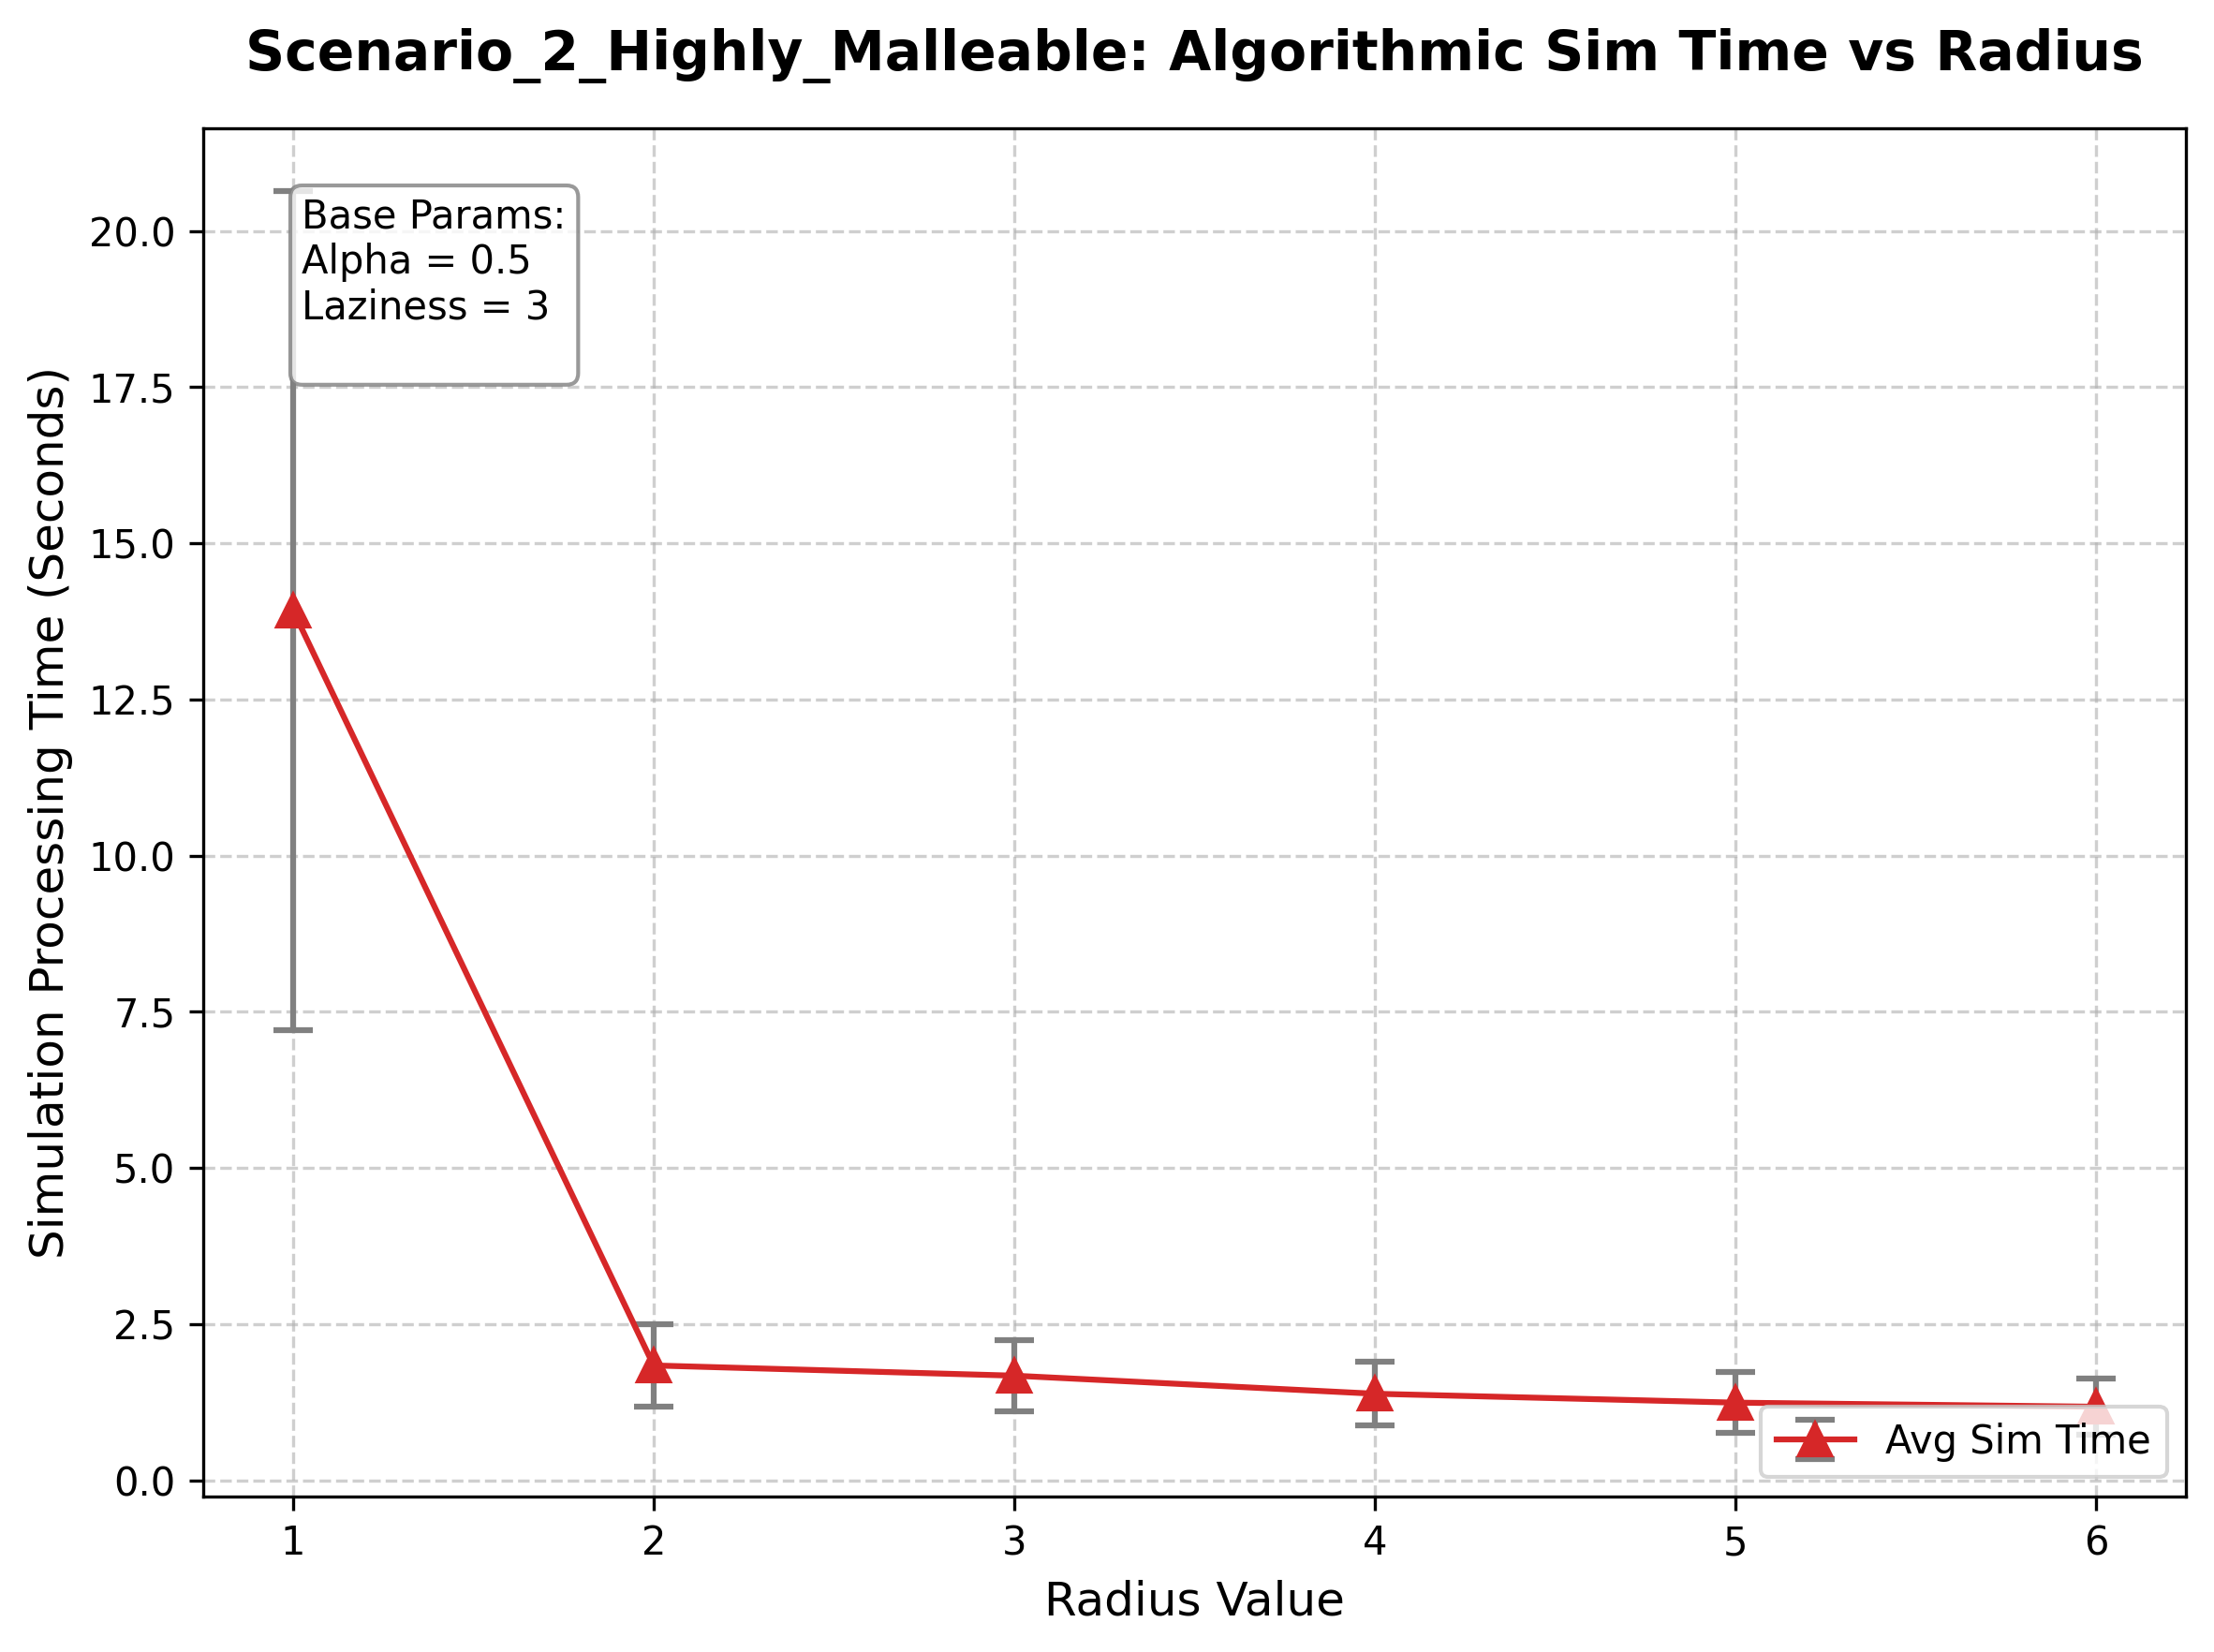 Scenario_2_Highly_Malleable: Algorithmic Sim Time vs Radius
Simulation Processing Time (Seconds)
20.0
17.5
15.0
12.5
10.0
7.5
5.0
2.5
0.0
Base Params:
Alpha = 0.5
Laziness = 3
Avg Sim Time
1 2 3 4 5 6
Radius Value